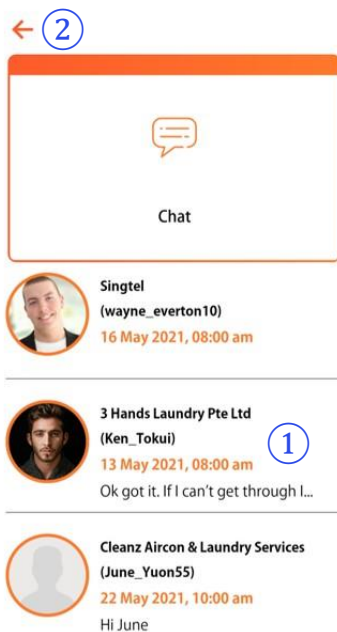 ②
Chat
Singtel
(wayne_everton10)
16 May 2021, 08:00 am
3 Hands Laundry Pte Ltd
(Ken_Tokui)
①
13 May 2021, 08:00 am
Ok got it. If I can't get through I...
Cleanz Aircon & Laundry Services
(June_Yuon55)
22 May 2021, 10:00 am
Hi June